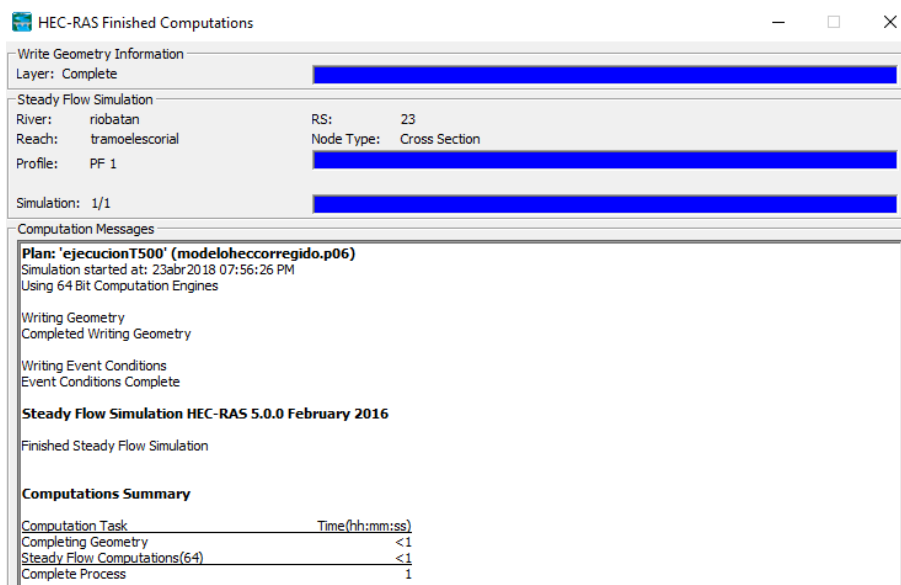 HEC-RAS Finished Computations
Write Geometry Information
Layer: Complete
Steady Flow Simulation
River: riobatan RS: 23
Reach: tramoelescorial Node Type: Cross Section
Profile: PF 1
Simulation: 1/1
Computation Messages
Plan: 'ejecucionT500' (modeloheccorregido.p06)
Simulation started at: 23abr2018 07:56:26 PM
Using 64 Bit Computation Engines
Writing Geometry
Completed Writing Geometry
Writing Event Conditions
Event Conditions Complete
Steady Flow Simulation HEC-RAS 5.0.0 February 2016
Finished Steady Flow Simulation
Computations Summary
Computation Task Time(hh:mm:ss)
Completing Geometry <1
Steady Flow Computations(64) <1
Complete Process 1